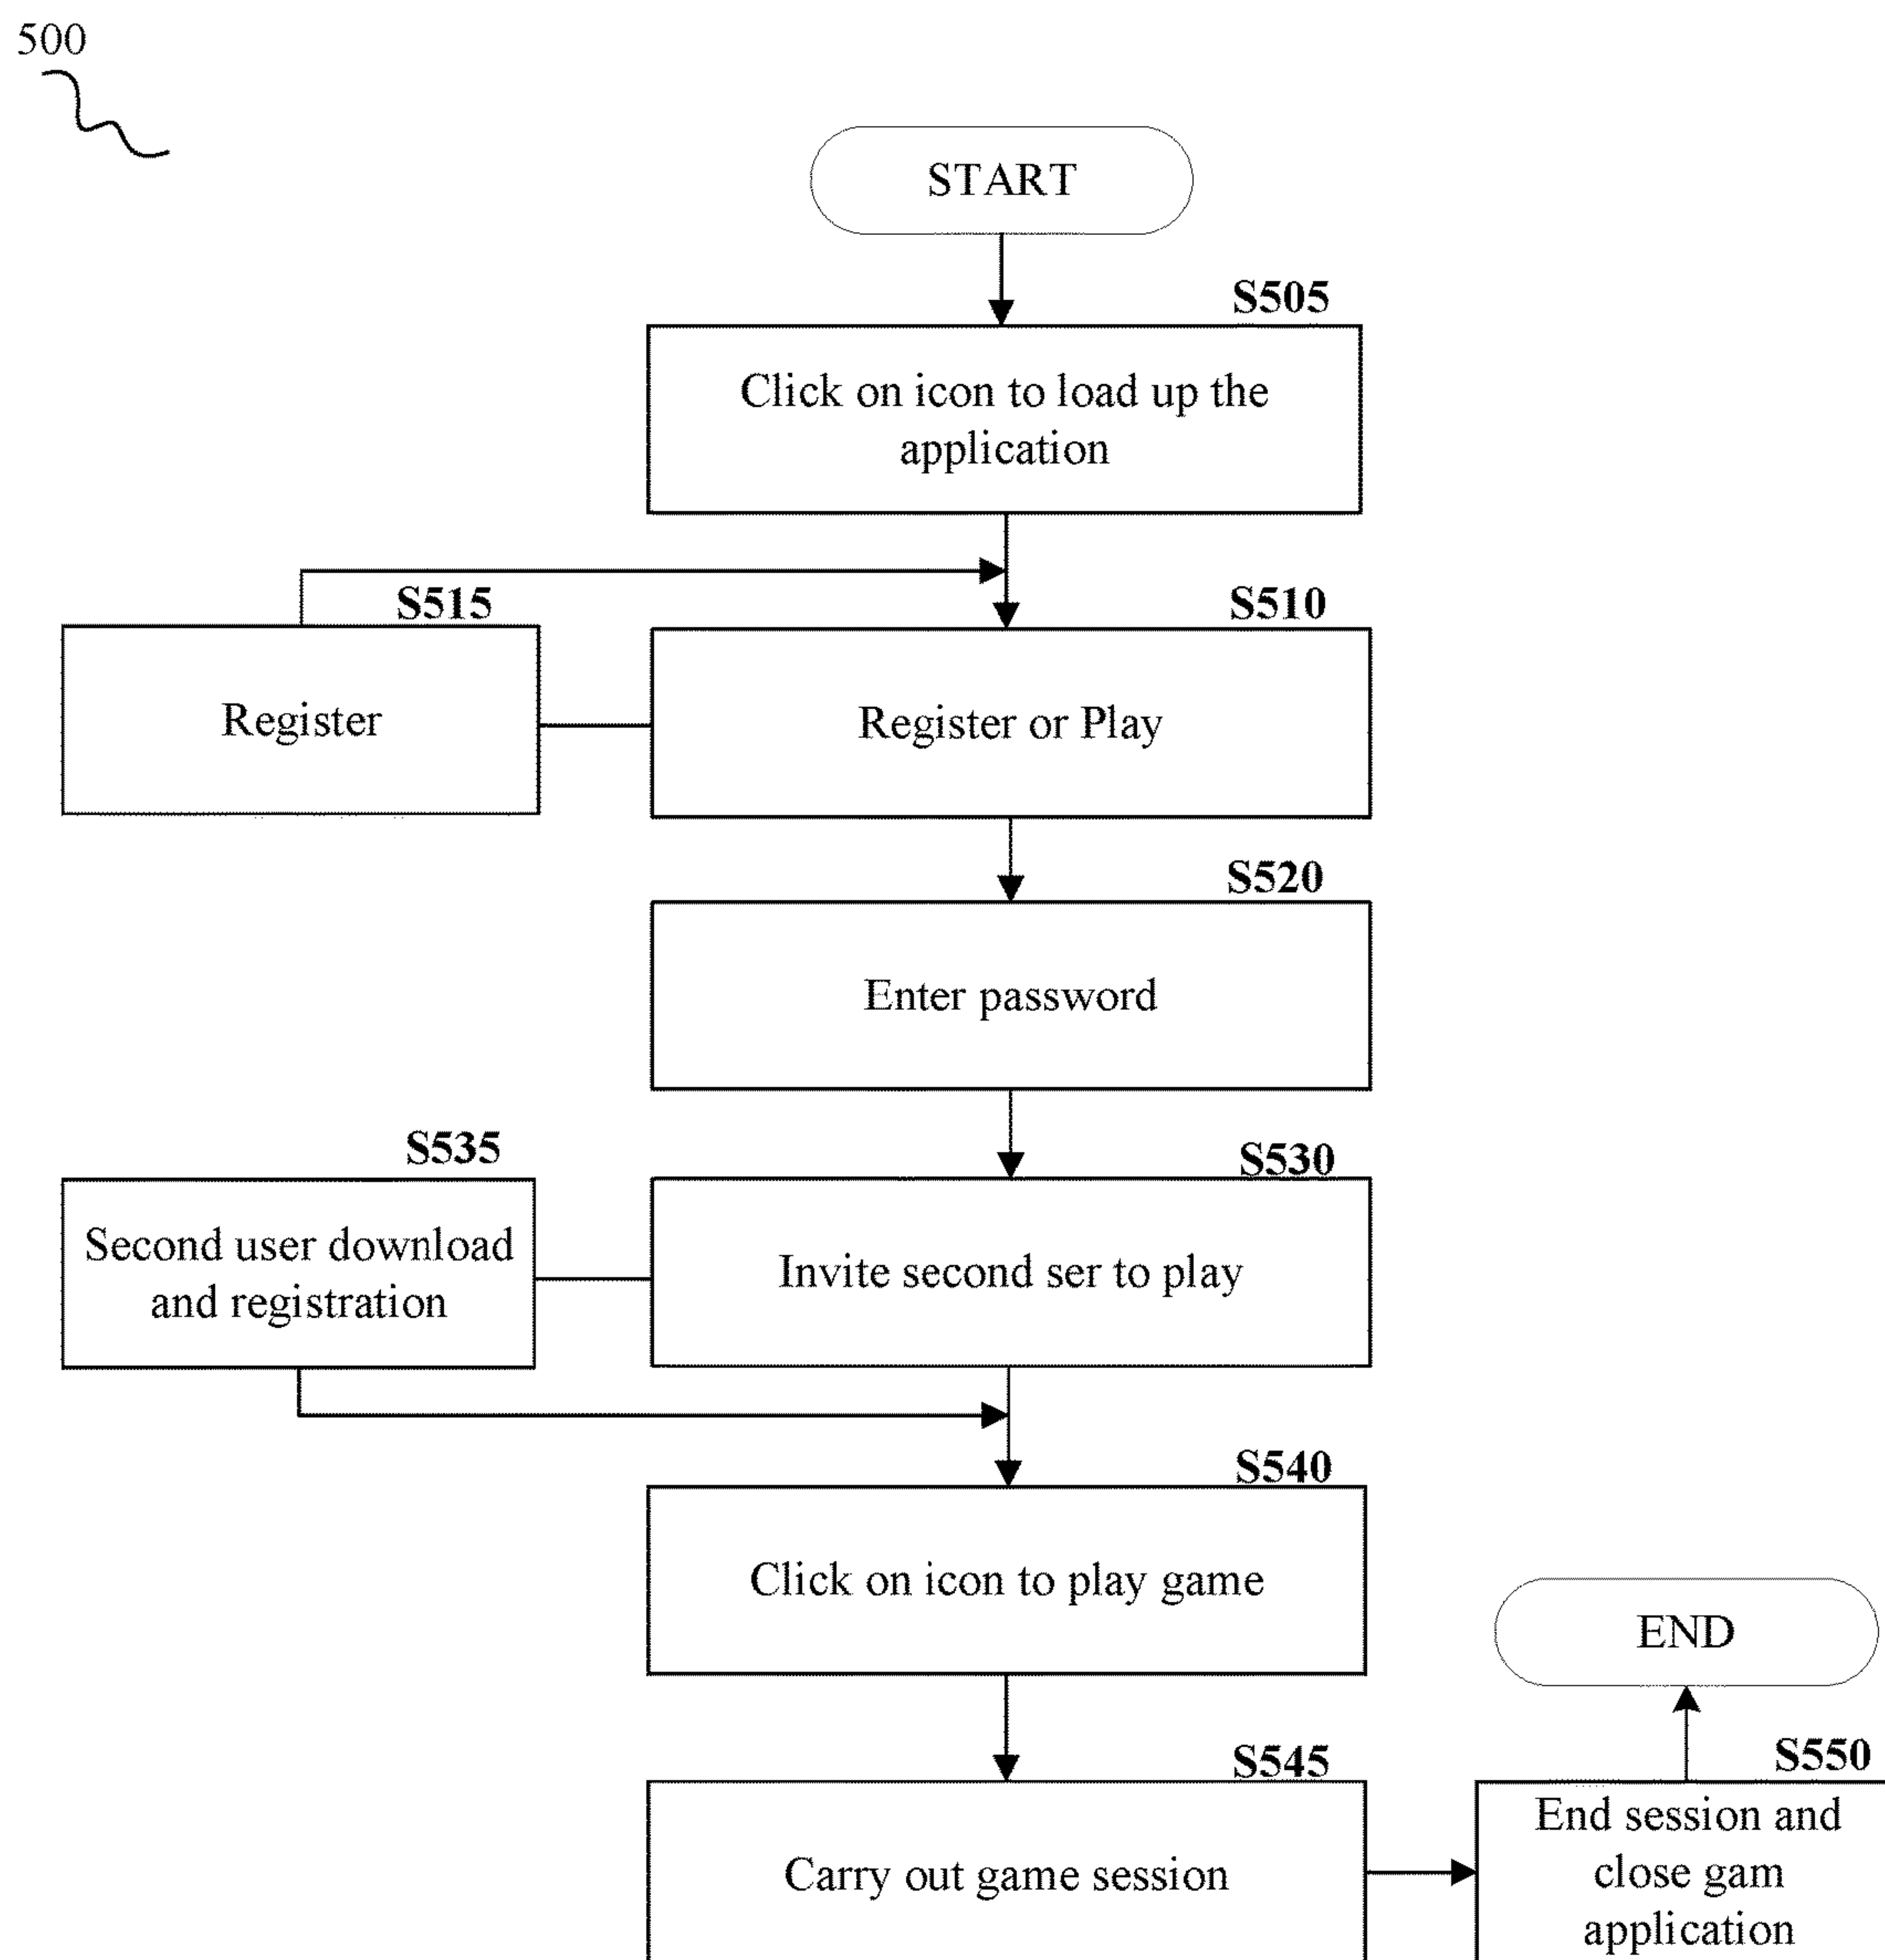 500
START
S505
Click on icon to load up the
application
S515
Register
S510
Register or Play
S520
Enter password
S535
Second user download
and registration
S530
Invite second ser to play
S540
Click on icon to play game
END
S545
Carry out game session
S550
End session and
close gam
application